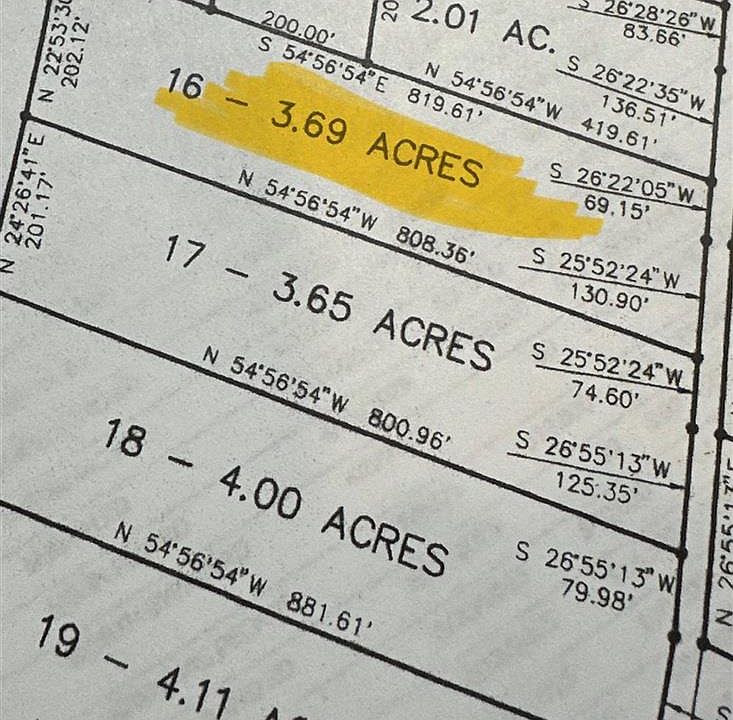 S 26°28'26"W
83.66'
2.01 AC.
200.00'
S 54°56'54"E 819.61'
N 54°56'54"W 419.61'
S 26°22'35"W
136.51'
202.12'
16 - 3.69 ACRES
S 26°22'05"W
69.15'
N 24°26'41"E
201.17'
N 54°56'54"W 808.36'
S 25°52'24"W
130.90'
17 - 3.65 ACRES
S 25°52'24"W
74.60'
N 54°56'54"W 800.96'
S 26°55'13"W
125.35'
18 - 4.00 ACRES
S 26°55'13"W
79.98'
N 54°56'54"W 881.61'
19 - 4.11